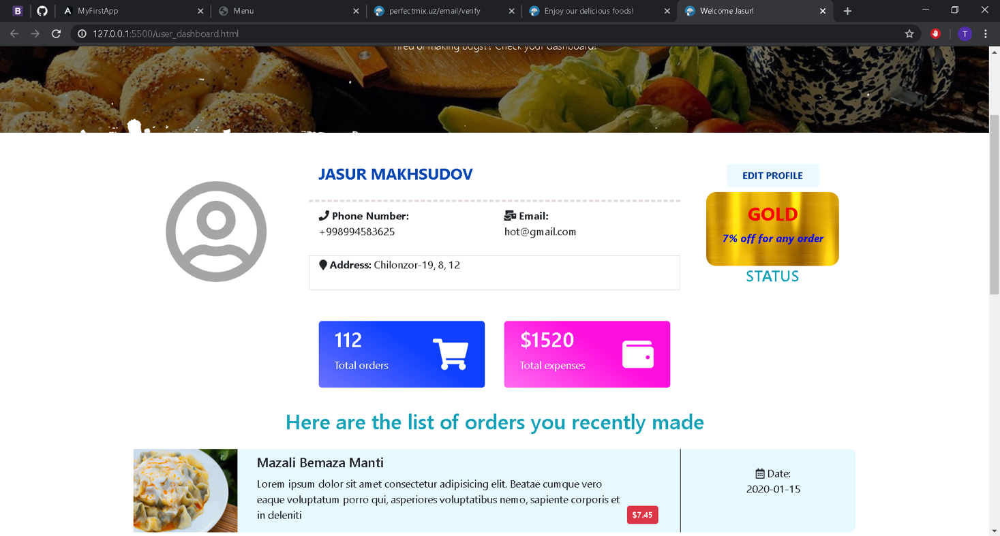 B
MyFirstApp
Menu
perfectmix.uz/email/verify
Enjoy our delicious foods!
Welcome Jasur!
127.0.0.1:5500/user_dashboard.html
T
Tired of making bugs?? Check your dashboard!
JASUR MAKHSUDOV
EDIT PROFILE
Phone Number:
+998994583625
Email:
hot@gmail.com
GOLD
7% off for any order
Address: Chilonzor-19, 8, 12
STATUS
112
Total orders
$1520
Total expenses
Here are the list of orders you recently made
Mazali Bemaza Manti
Lorem ipsum dolor sit amet consectetur adipisicing elit. Beatae cumque vero
eaque voluptatum porro qui, asperiores voluptatibus nemo, sapiente corporis et
in deleniti
$7.45
Date:
2020-01-15